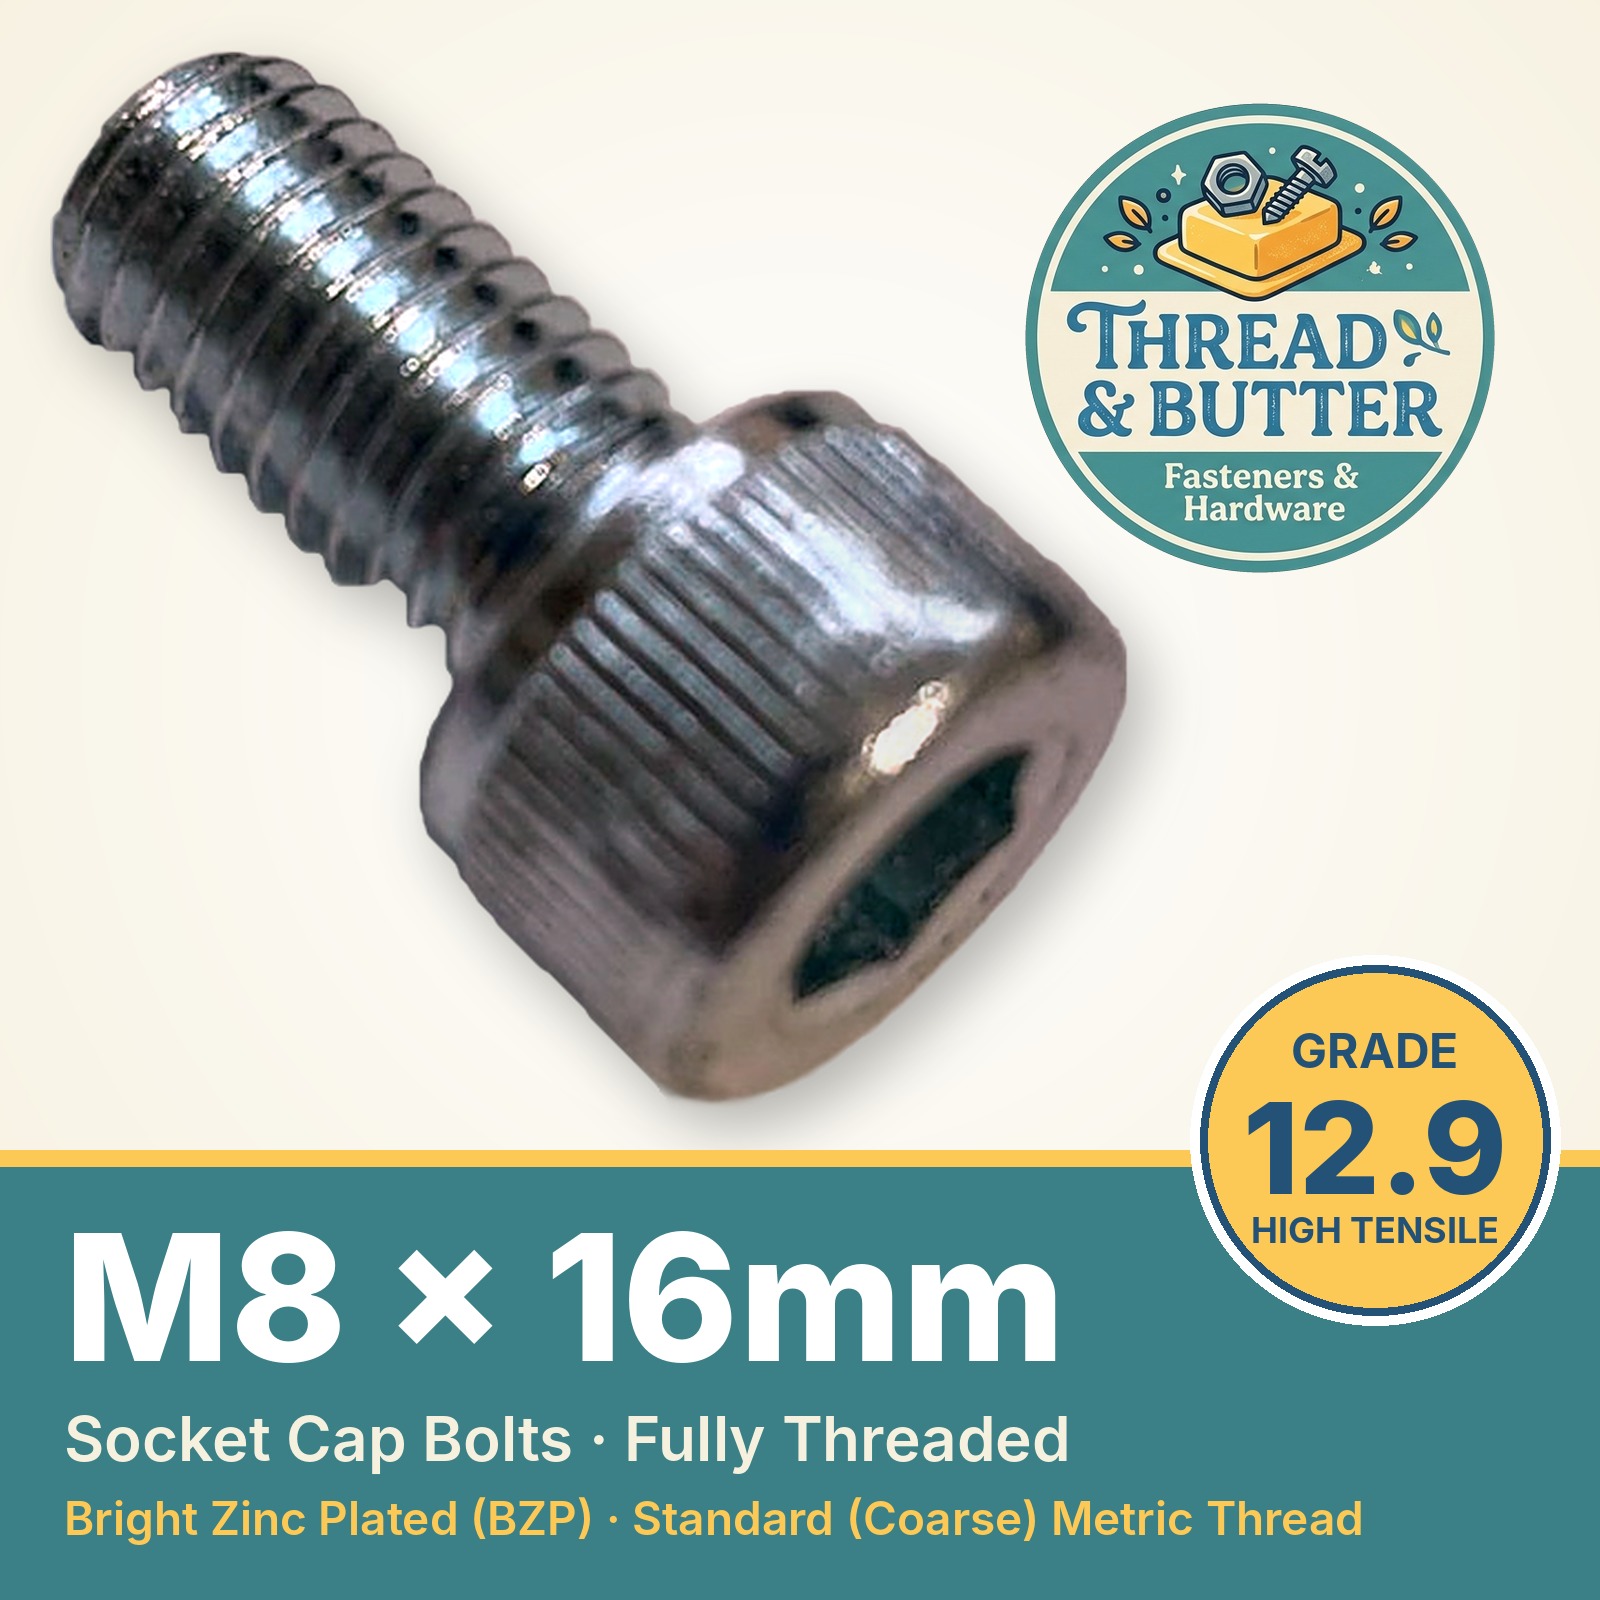 THREAD
& BUTTER
Fasteners &
Hardware
GRADE
12.9
HIGH TENSILE
M8 × 16mm
Socket Cap Bolts · Fully Threaded
Bright Zinc Plated (BZP) · Standard (Coarse) Metric Thread